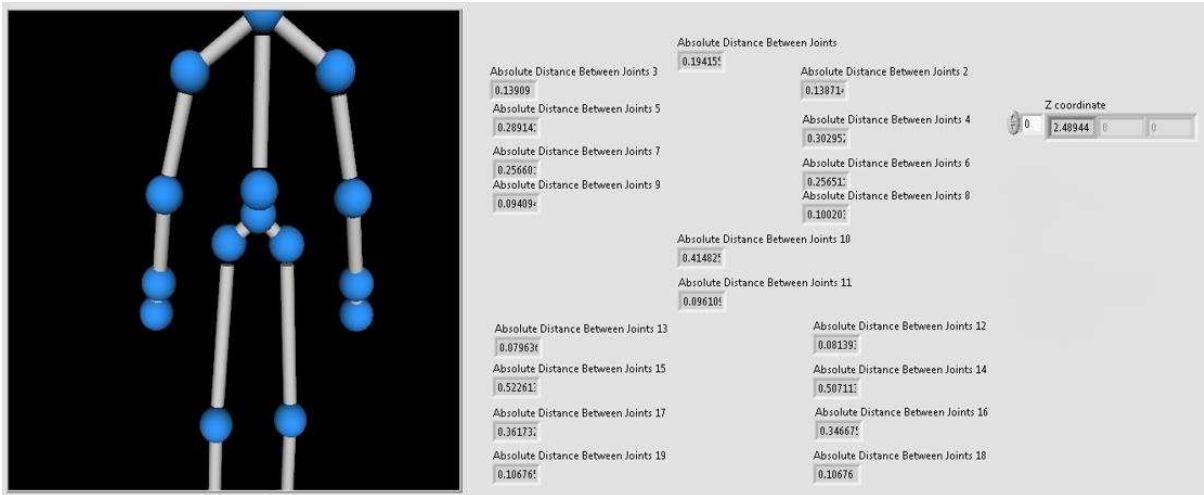 Absolute Distance Between Joints
0.19415
Absolute Distance Between Joints 3
0.13909
Absolute Distance Between Joints 2
0.13871
Absolute Distance Between Joints 5
0.28914
Absolute Distance Between Joints 4
0.30295
Z coordinate
0 2.48944 0 0
Absolute Distance Between Joints 7
0.25660
Absolute Distance Between Joints 6
0.25651
Absolute Distance Between Joints 9
0.09409
Absolute Distance Between Joints 8
0.10020
Absolute Distance Between Joints 10
0.41482
Absolute Distance Between Joints 11
0.09610
Absolute Distance Between Joints 13
0.07963
Absolute Distance Between Joints 12
0.08139
Absolute Distance Between Joints 15
0.52261
Absolute Distance Between Joints 14
0.50711
Absolute Distance Between Joints 17
0.36173
Absolute Distance Between Joints 16
0.34667
Absolute Distance Between Joints 19
0.10676
Absolute Distance Between Joints 18
0.10676